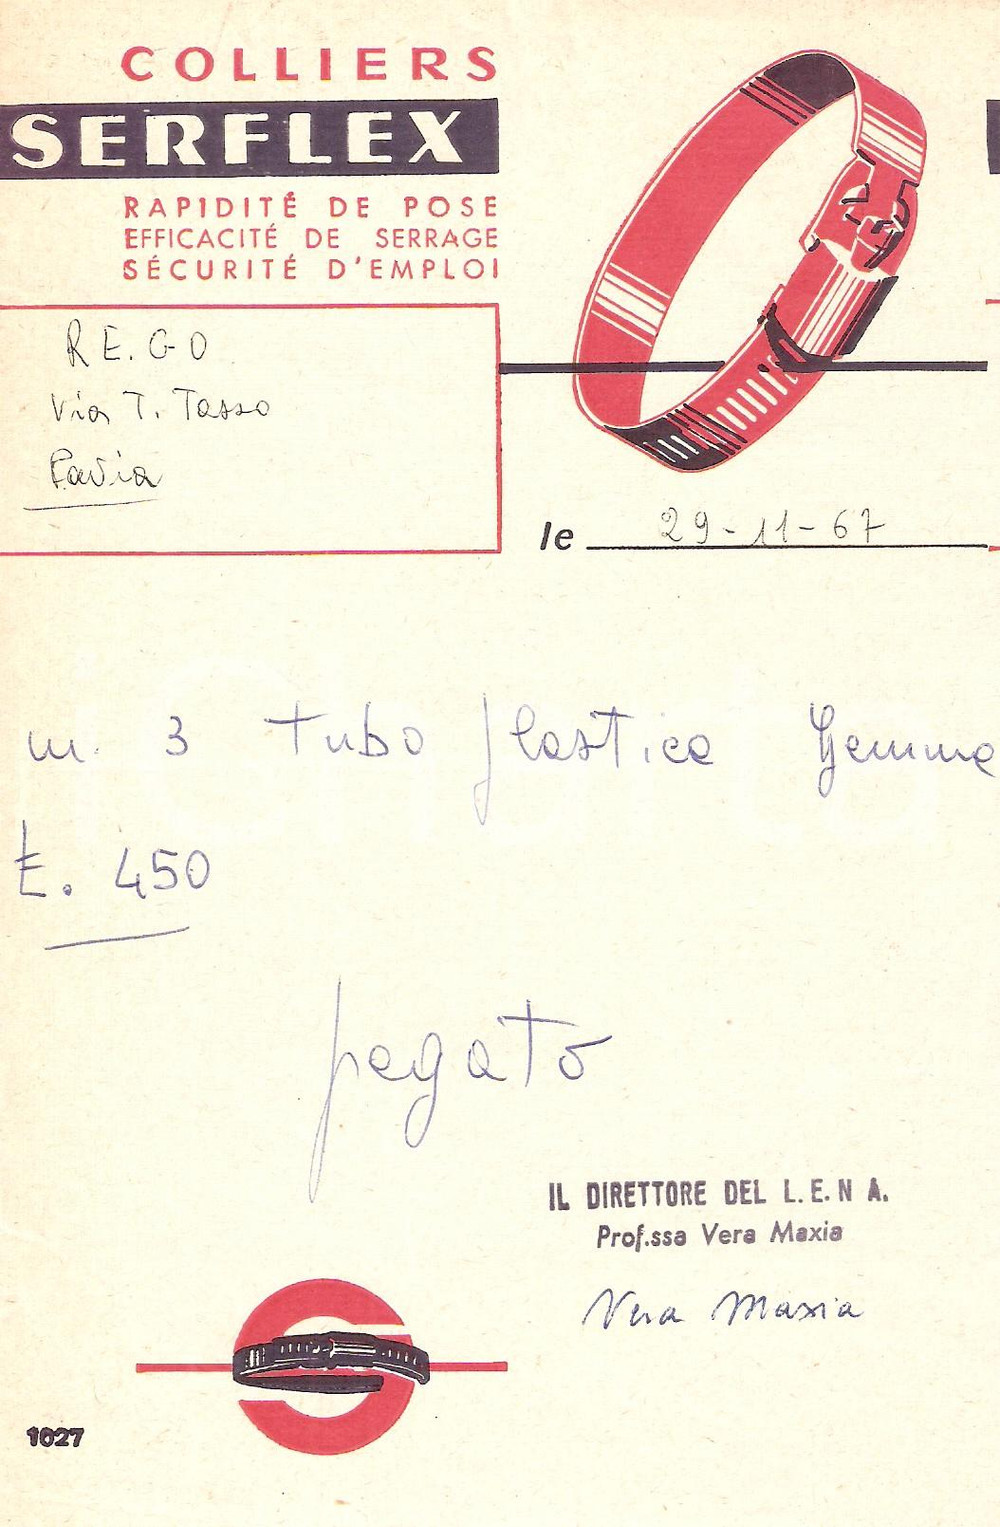 COLLIERS
SERFLEX
RAPIDITÉ DE POSE
EFFICACITÉ DE SERRAGE
SÉCURITÉ D'EMPLOI
RE.GO
Via T. Tasso
Pavia
le 29-11-67
m. 3 tubo plastica Gemma
£. 450
pagato
IL DIRETTORE DEL L.E.N A.
Prof.ssa Vera Maxia
Vera Maxia
1027